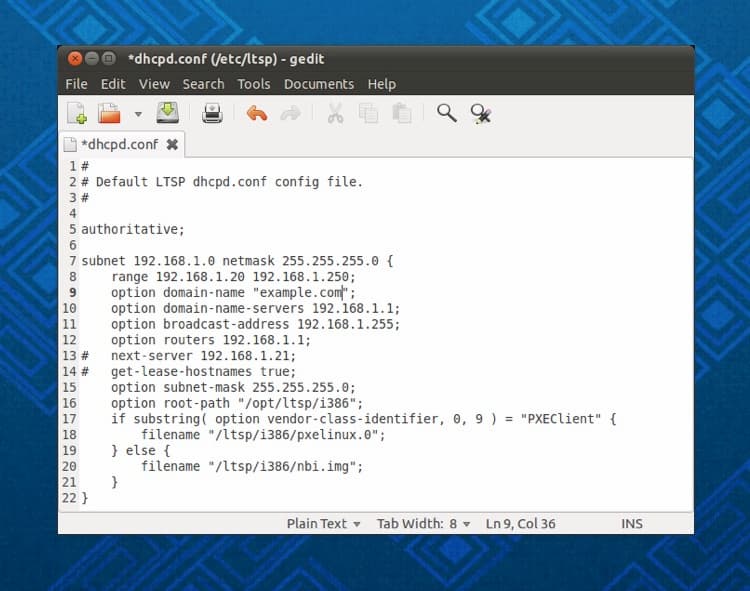 *dhcpd.conf (/etc/ltsp) - gedit
File Edit View Search Tools Documents Help
*dhcpd.conf
1 #
2 # Default LTSP dhcpd.conf config file.
3 #
4
5 authoritative;
6
7 subnet 192.168.1.0 netmask 255.255.255.0 {
8     range 192.168.1.20 192.168.1.250;
9     option domain-name "example.com";
10     option domain-name-servers 192.168.1.1;
11     option broadcast-address 192.168.1.255;
12     option routers 192.168.1.1;
13 #   next-server 192.168.1.21;
14 #   get-lease-hostnames true;
15     option subnet-mask 255.255.255.0;
16     option root-path "/opt/ltsp/i386";
17     if substring( option vendor-class-identifier, 0, 9 ) = "PXEClient" {
18         filename "/ltsp/i386/pxelinux.0";
19     } else {
20         filename "/ltsp/i386/nbi.img";
21     }
22 }
Plain Text Tab Width: 8 Ln 9, Col 36 INS